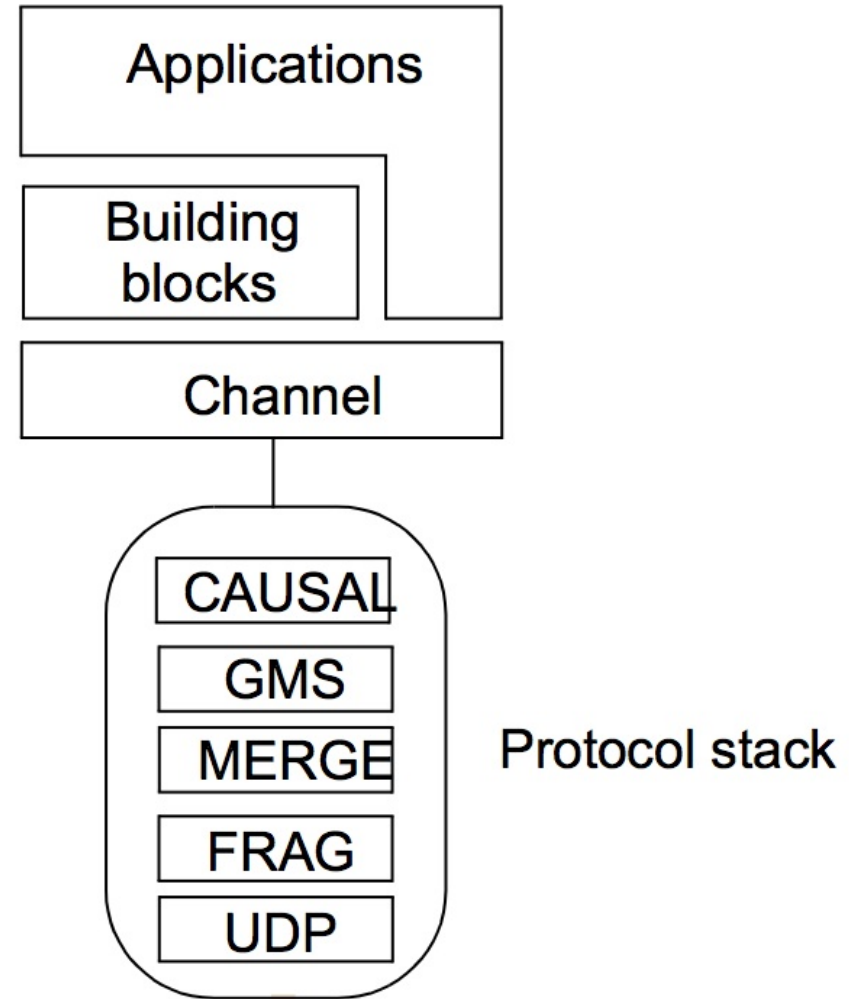 Applications
Building
blocks
Channel
CAUSAL
GMS
MERGE
Protocol stack
FRAG
UDP